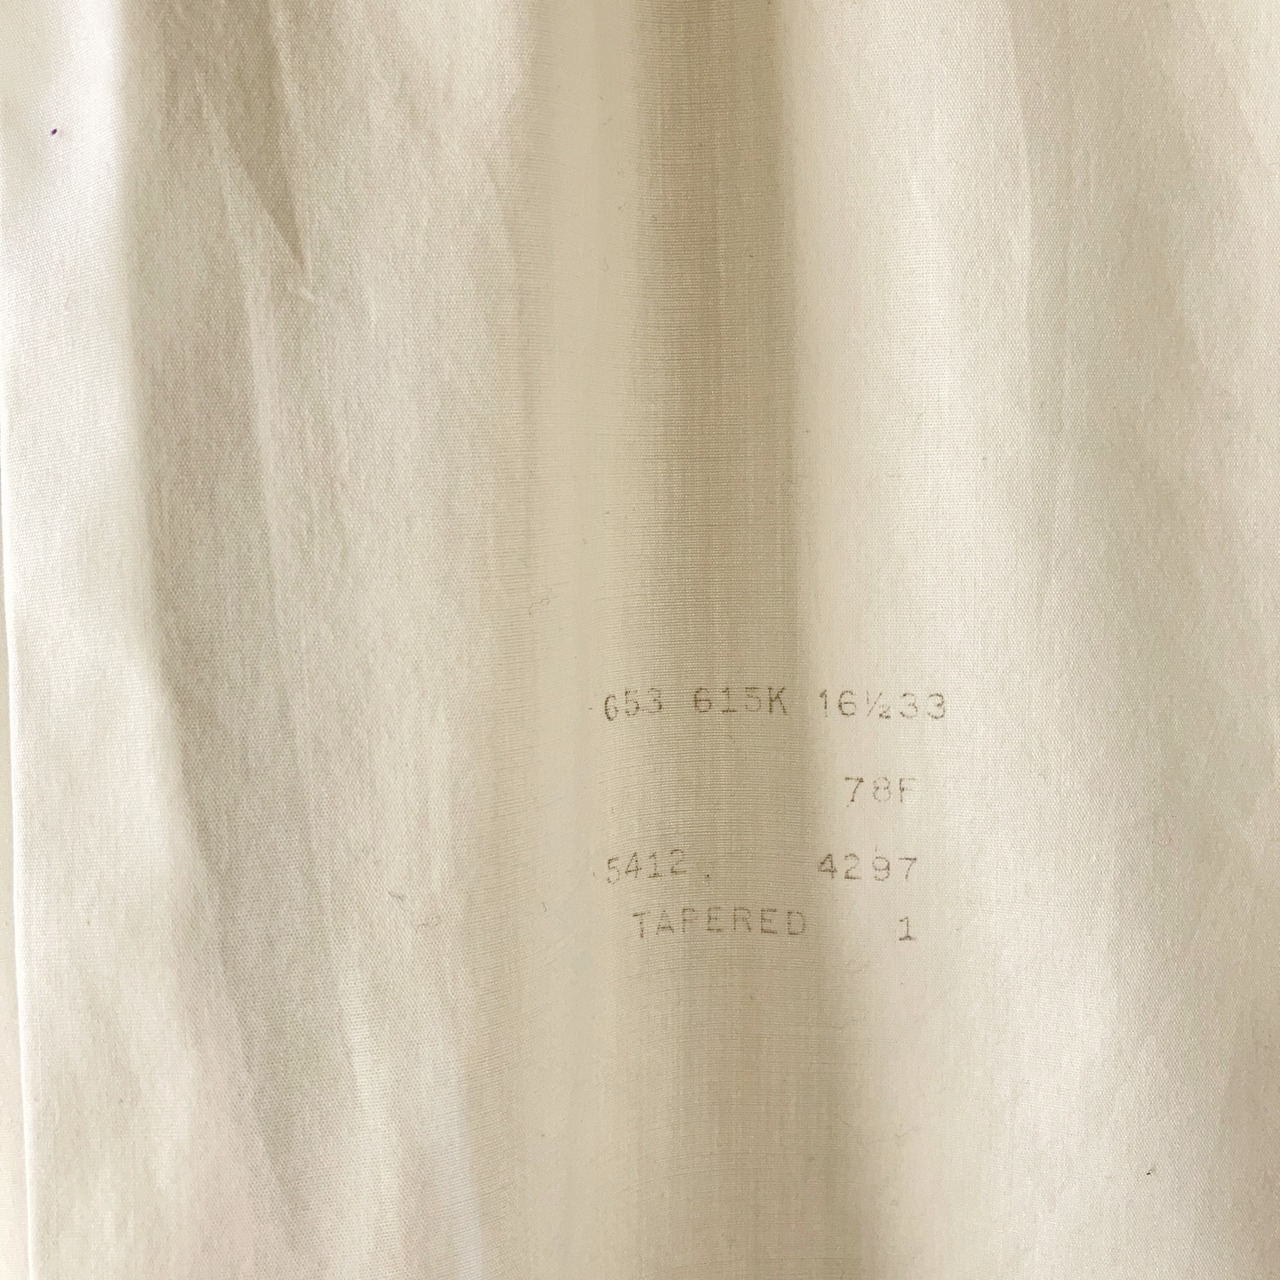 653 615K 16½33
78F
5412. 4297
TAPERED 1